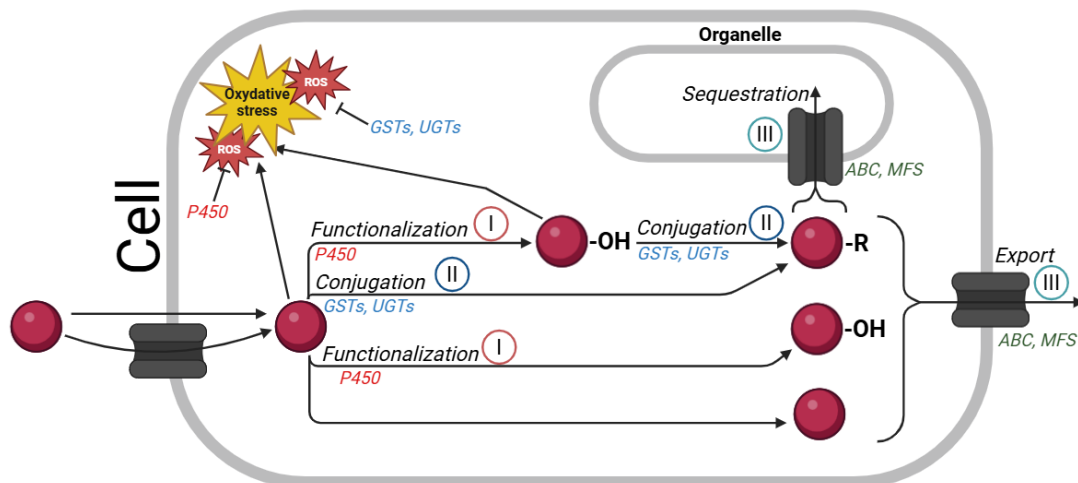 Organelle
ROS
Oxydative
stress
Sequestration
GSTs, UGTs
III
ROS
ABC, MFS
P450
Cell
Functionalization I
P450
-OH
Conjugation II
GSTs, UGTs
-R
Export
III
Conjugation II
GSTs, UGTs
ABC, MFS
-OH
Functionalization I
P450